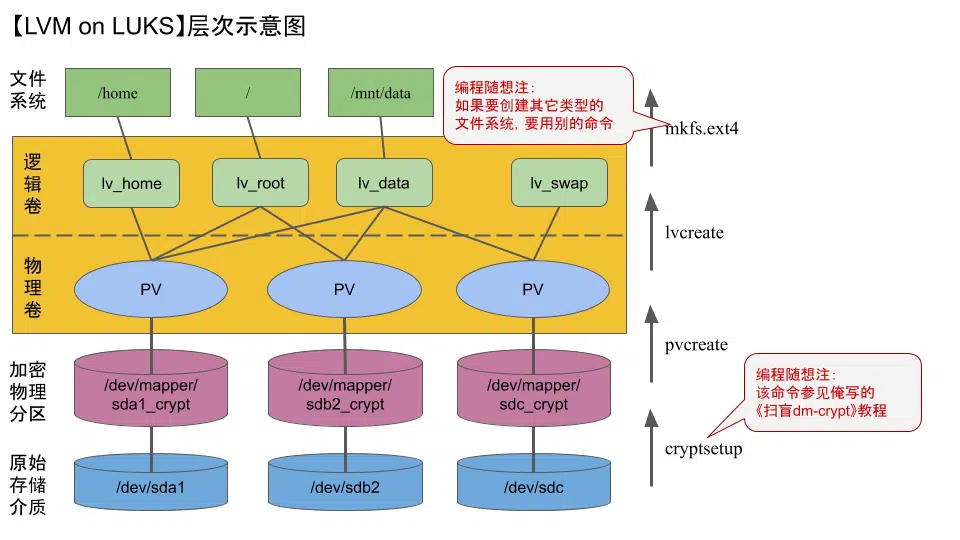 【LVM on LUKS】层次示意图
文件
系统
/home
/
/mnt/data
编程随想注：
如果要创建其它类型的
文件系统, 要用别的命令
mkfs.ext4
逻
辑
卷
lv_home
lv_root
lv_data
lv_swap
lvcreate
物
理
卷
PV
PV
PV
pvcreate
加密
物理
分区
/dev/mapper/
sda1_crypt
/dev/mapper/
sdb2_crypt
/dev/mapper/
sdc_crypt
编程随想注：
该命令参见俺写的
《扫盲dm-crypt》教程
cryptsetup
原始
存储
介质
/dev/sda1
/dev/sdb2
/dev/sdc